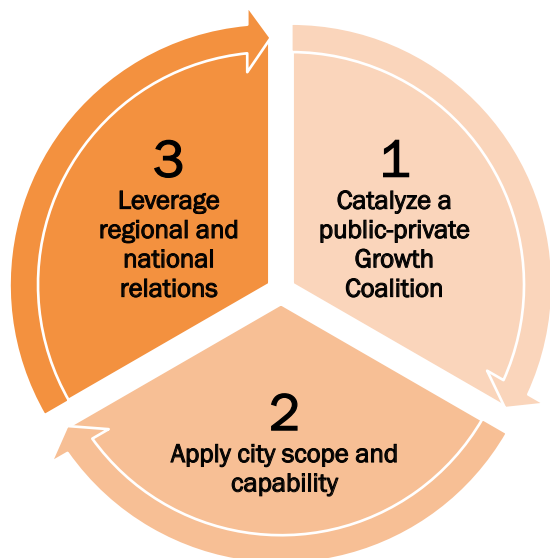 1
Catalyze a
public-private
Growth
Coalition
2
Apply city scope and
capability
3
Leverage
regional and
national
relations